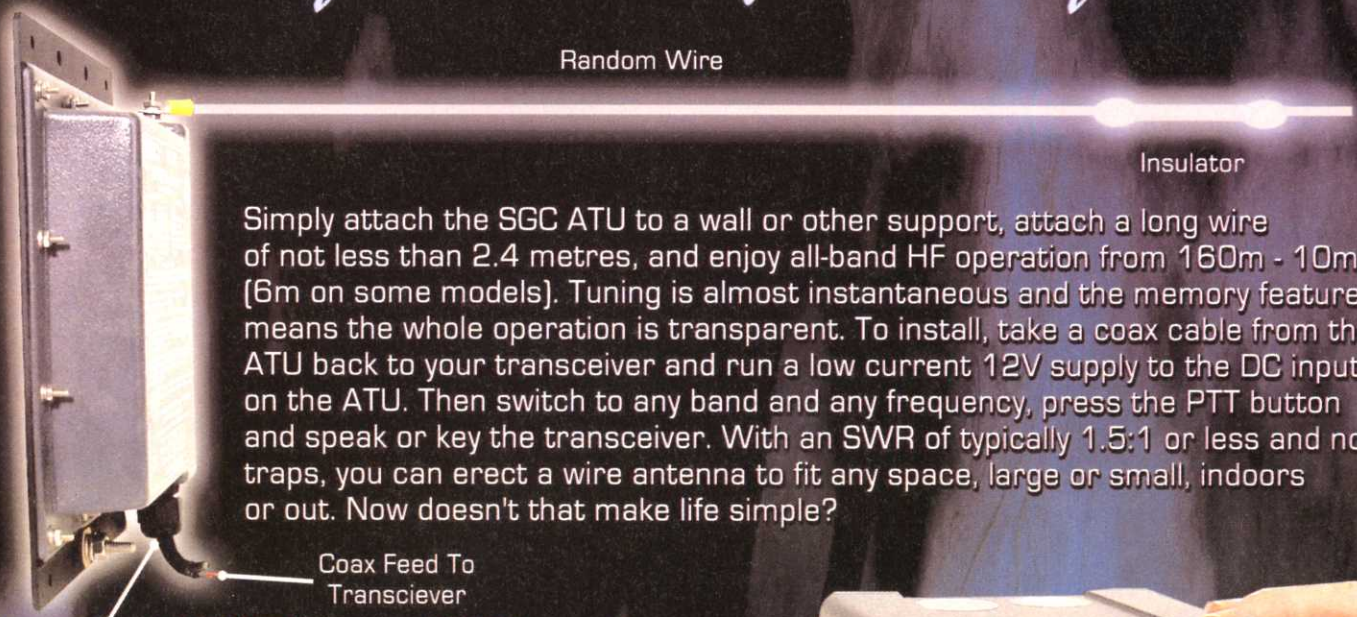 Random Wire
Insulator
Simply attach the SGC ATU to a wall or other support, attach a long wire
of not less than 2.4 metres, and enjoy all-band HF operation from 160m - 10m
(6m on some models). Tuning is almost instantaneous and the memory feature
means the whole operation is transparent. To install, take a coax cable from th
ATU back to your transceiver and run a low current 12V supply to the DC input
on the ATU. Then switch to any band and any frequency, press the PTT button
and speak or key the transceiver. With an SWR of typically 1.5:1 or less and no
traps, you can erect a wire antenna to fit any space, large or small, indoors
or out. Now doesn't that make life simple?
Coax Feed To
Transciever